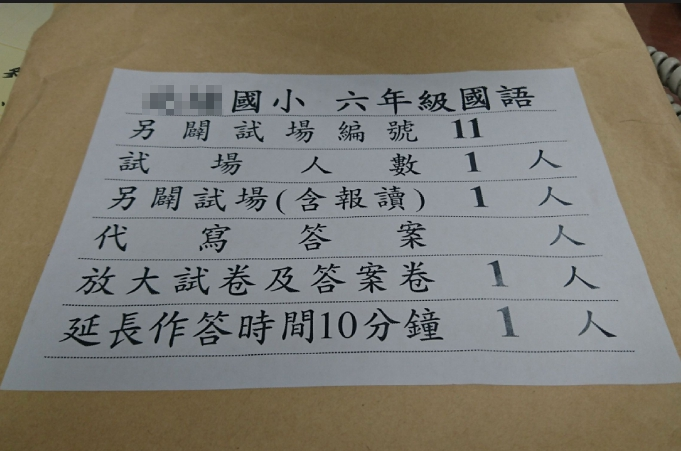 國小 六年級國語
另闢試場編號 11
試場人數 1 人
另闢試場(含報讀) 1 人
代寫答案 人
放大試卷及答案卷 1 人
延長作答時間10分鐘 1 人